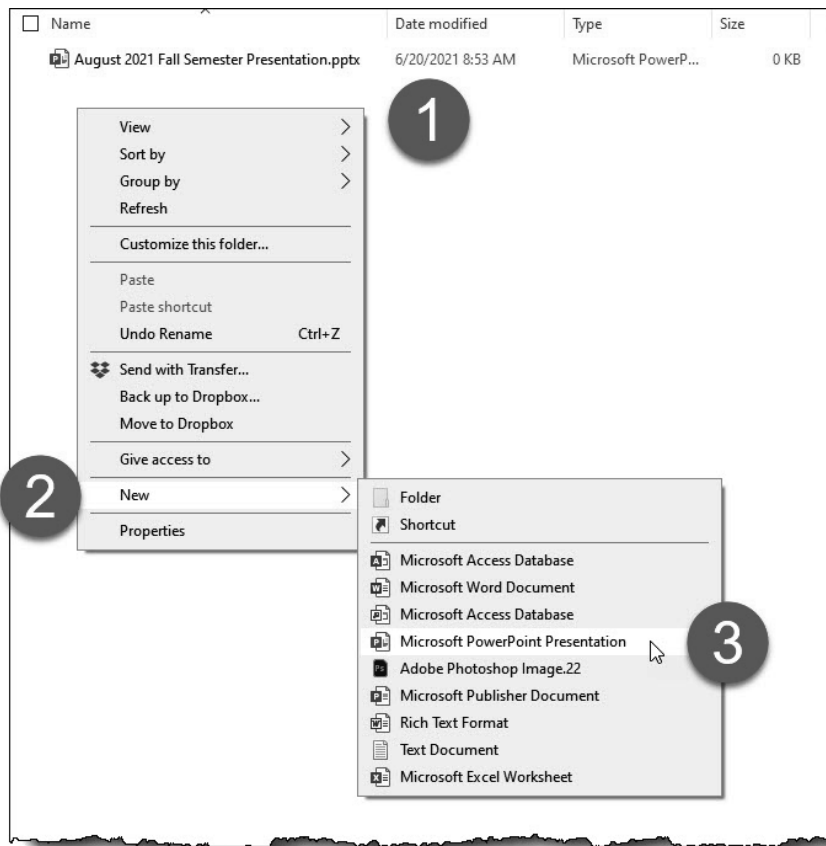 Name Date modified Type Size
August 2021 Fall Semester Presentation.pptx 6/20/2021 8:53 AM Microsoft PowerP... 0 KB
1
View
Sort by
Group by
Refresh
Customize this folder...
Paste
Paste shortcut
Undo Rename Ctrl+Z
Send with Transfer...
Back up to Dropbox...
Move to Dropbox
Give access to
2
New
Properties
Folder
Shortcut
Microsoft Access Database
Microsoft Word Document
Microsoft Access Database
Microsoft PowerPoint Presentation
3
Adobe Photoshop Image.22
Microsoft Publisher Document
Rich Text Format
Text Document
Microsoft Excel Worksheet